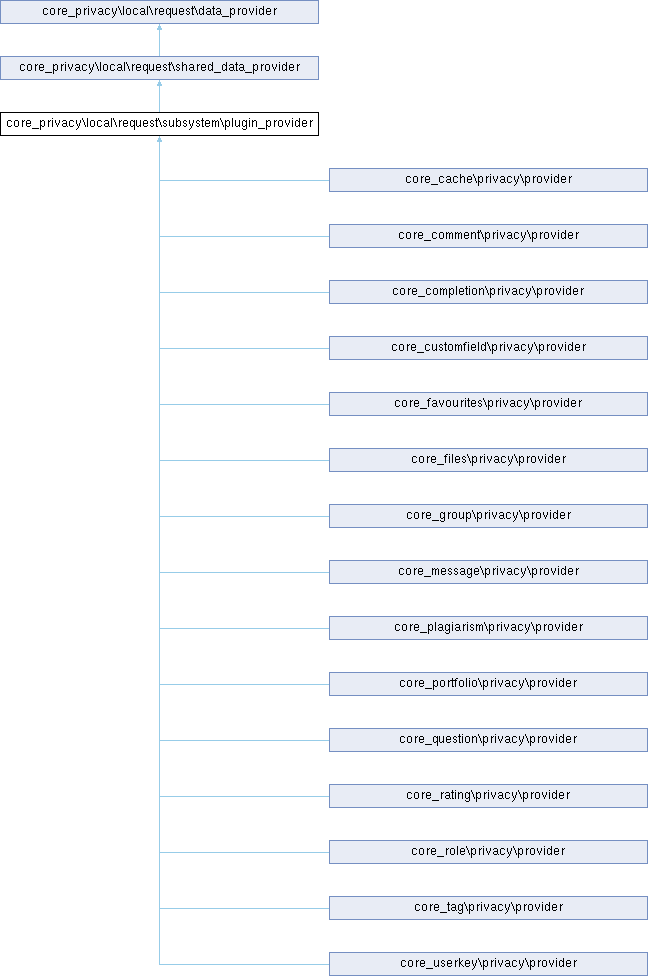 core_privacy\local\request\data_provider
core_privacy\local\request\shared_data_provider
core_privacy\local\request\subsystem\plugin_provider
core_cache\privacy\provider
core_comment\privacy\provider
core_completion\privacy\provider
core_customfield\privacy\provider
core_favourites\privacy\provider
core_files\privacy\provider
core_group\privacy\provider
core_message\privacy\provider
core_plagiarism\privacy\provider
core_portfolio\privacy\provider
core_question\privacy\provider
core_rating\privacy\provider
core_role\privacy\provider
core_tag\privacy\provider
core_userkey\privacy\provider